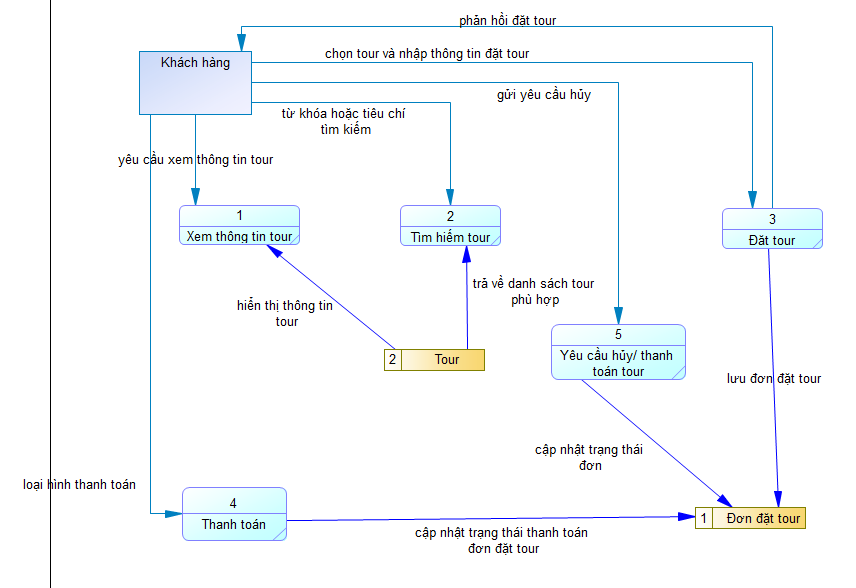 phản hồi đặt tour
chọn tour và nhập thông tin đặt tour
Khách hàng
gửi yêu cầu hủy
từ khóa hoặc tiêu chí
tìm kiếm
yêu cầu xem thông tin tour
1
Xem thông tin tour
2
Tìm hiếm tour
3
Đăt tour
trả về danh sách tour
phù hợp
hiển thị thông tin
tour
5
Yêu cầu hủy/ thanh
toán tour
2
Tour
lưu đơn đặt tour
cập nhật trạng thái
đơn
loại hình thanh toán
4
Thanh toán
1
Đơn đặt tour
cập nhật trạng thái thanh toán
đơn đặt tour